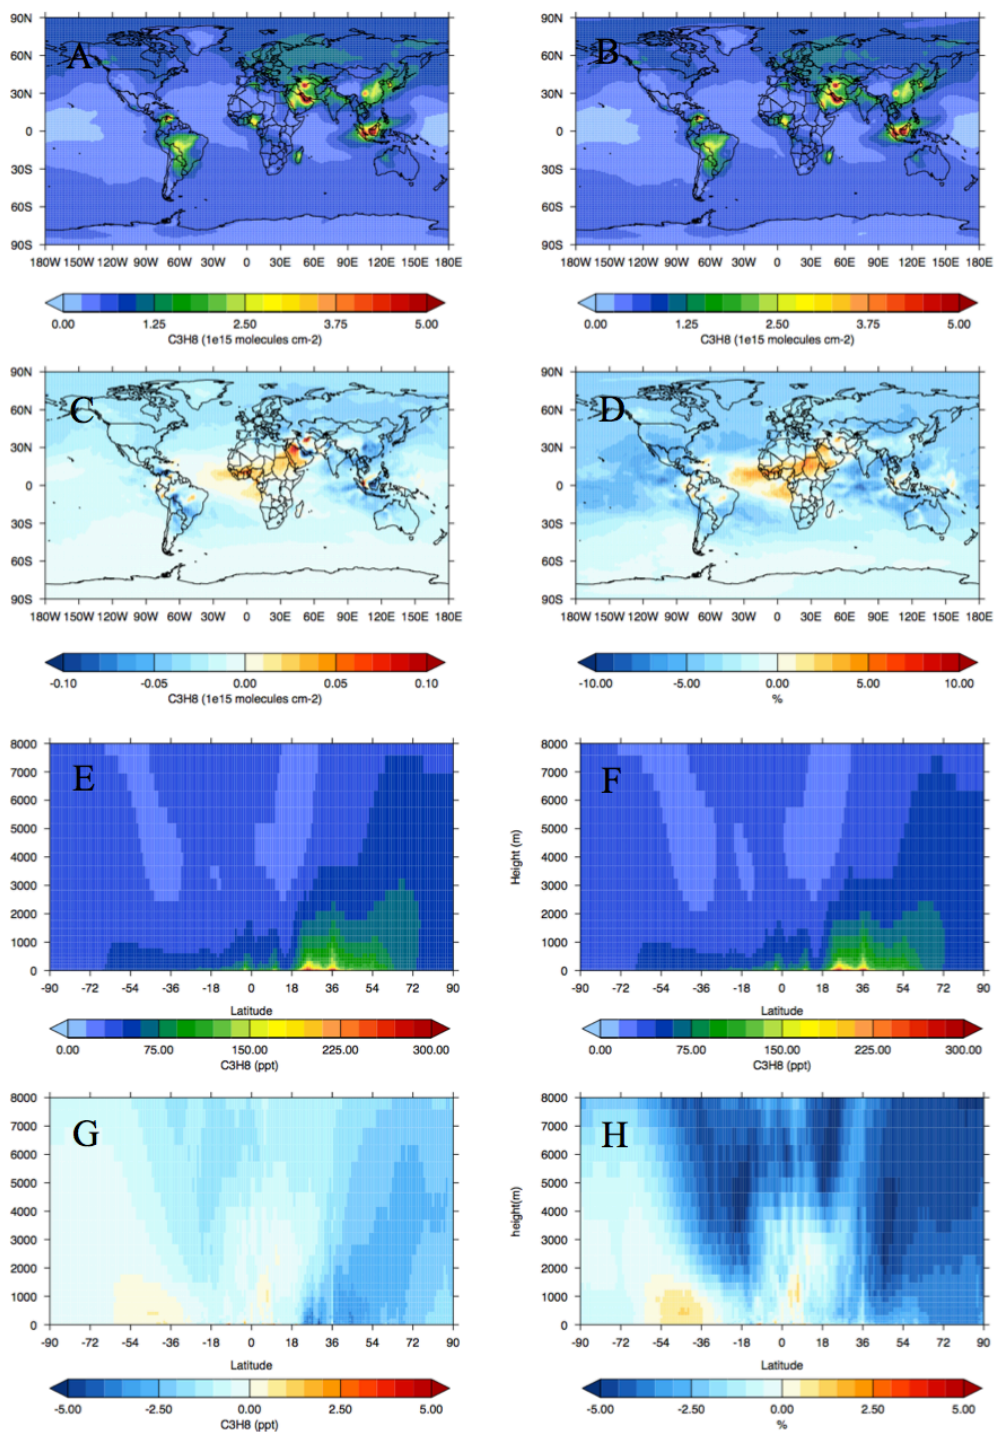 90N 90N
60N A 60N B
30N 30N
0 0
30S 30S
60S 60S
90S 90S
180W 150W 120W 90W 60W 30W 0 30E 60E 90E 120E 150E 180E 180W 150W 120W 90W 60W 30W 0 30E 60E 90E 120E 150E 180E
0.00 1.25 2.50 3.75 5.00 0.00 1.25 2.50 3.75 5.00
C3H8 (1e15 molecules cm-2) C3H8 (1e15 molecules cm-2)
90N 90N
60N C 60N D
30N 30N
0 0
30S 30S
60S 60S
90S 90S
180W 150W 120W 90W 60W 30W 0 30E 60E 90E 120E 150E 180E 180W 150W 120W 90W 60W 30W 0 30E 60E 90E 120E 150E 180E
-0.10 -0.05 0.00 0.05 0.10 -10.00 -5.00 0.00 5.00 10.00
C3H8 (1e15 molecules cm-2) %
8000 8000
7000 E 7000 F
6000 6000
5000 5000
4000 Height (m) 4000
3000 3000
2000 2000
1000 1000
0 0
-90 -72 -54 -36 -18 0 18 36 54 72 90 -90 -72 -54 -36 -18 0 18 36 54 72 90
Latitude Latitude
0.00 75.00 150.00 225.00 300.00 0.00 75.00 150.00 225.00 300.00
C3H8 (ppt) C3H8 (ppt)
8000 8000
7000 G 7000 H
6000 6000
5000 5000
4000 height(m) 4000
3000 3000
2000 2000
1000 1000
0 0
-90 -72 -54 -36 -18 0 18 36 54 72 90 -90 -72 -54 -36 -18 0 18 36 54 72 90
Latitude Latitude
-5.00 -2.50 0.00 2.50 5.00 -5.00 -2.50 0.00 2.50 5.00
C3H8 (ppt) %